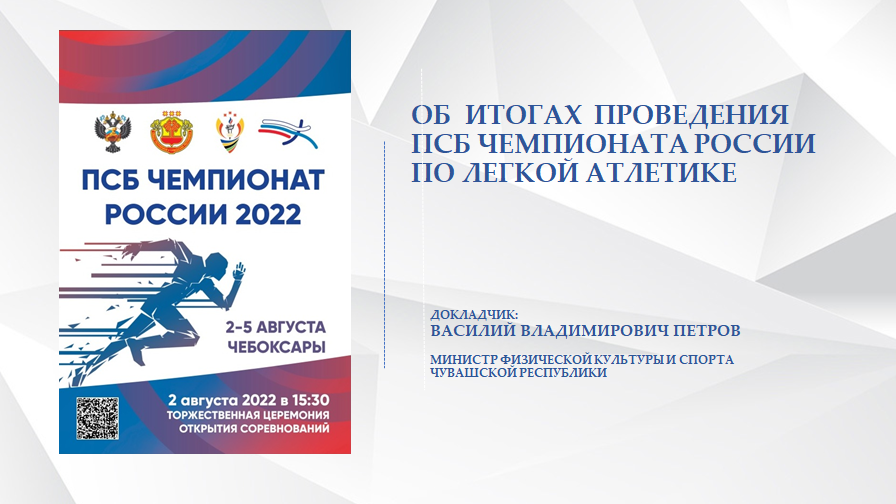 ПСБ ЧЕМПИОНАТ
РОССИИ 2022
2-5 АВГУСТА
ЧЕБОКСАРЫ
2 августа 2022 в 15:30
ТОРЖЕСТВЕННАЯ ЦЕРЕМОНИЯ
ОТКРЫТИЯ СОРЕВНОВАНИЙ
ОБ ИТОГАХ ПРОВЕДЕНИЯ
ПСБ ЧЕМПИОНАТА РОССИИ
ПО ЛЕГКОЙ АТЛЕТИКЕ
ДОКЛАДЧИК:
ВАСИЛИЙ ВЛАДИМИРОВИЧ ПЕТРОВ
МИНИСТР ФИЗИЧЕСКОЙ КУЛЬТУРЫ И СПОРТА
ЧУВАШСКОЙ РЕСПУБЛИКИ